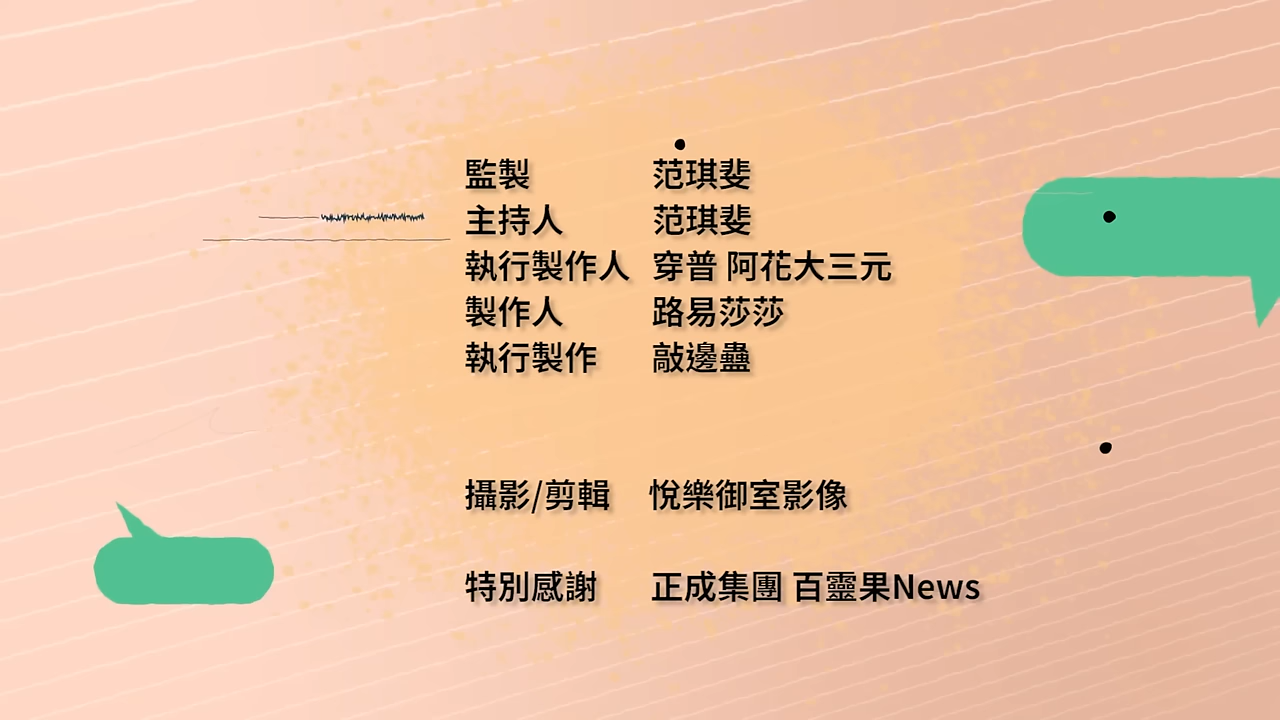 監製 范琪斐
主持人 范琪斐
執行製作人 穿普 阿花大三元
製作人 路易莎莎
執行製作 敲邊蠱
攝影/剪輯 悅樂御室影像
特別感謝 正成集團 百靈果News